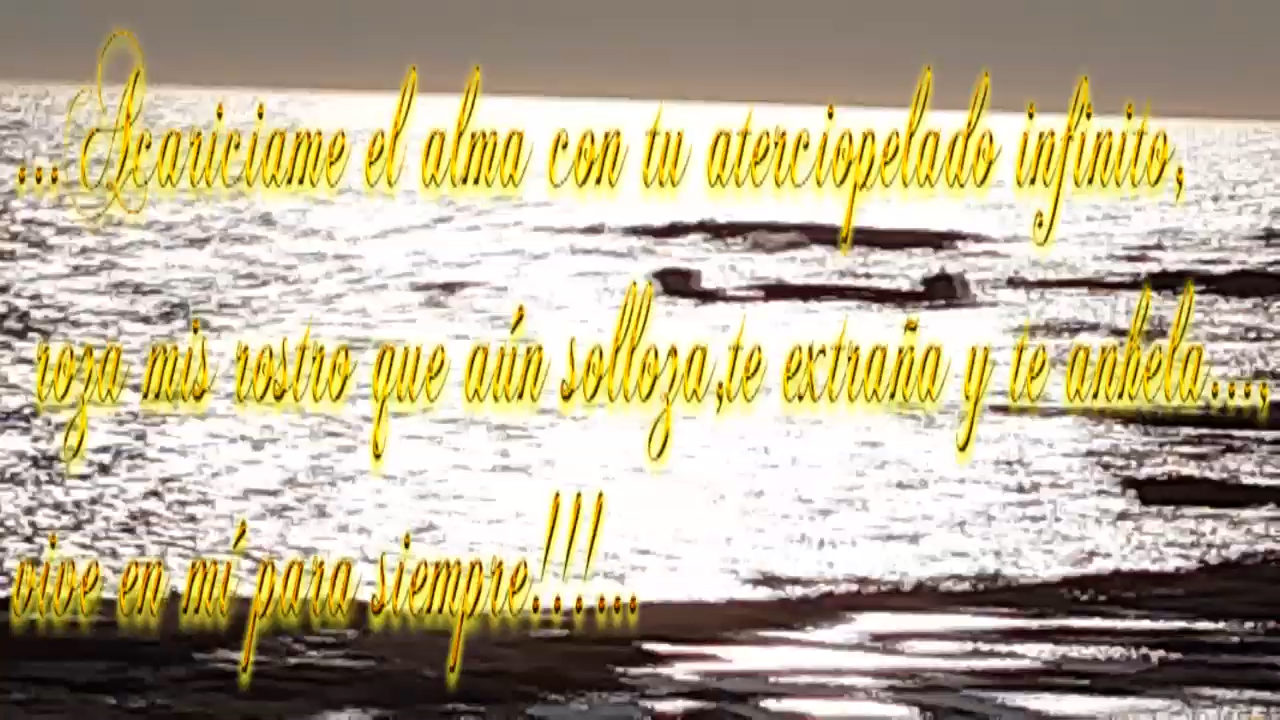 ...Acariciame el alma con tu aterciopelado infinito,
roza mis rostro que aún solloza,te extraña y te anhela...,
vive en mí para siempre!!!...